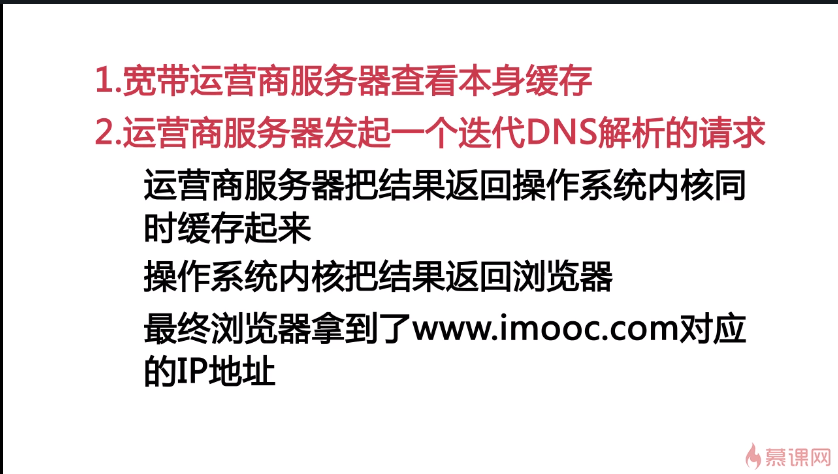 1.宽带运营商服务器查看本身缓存
2.运营商服务器发起一个迭代DNS解析的请求
运营商服务器把结果返回操作系统内核同
时缓存起来
操作系统内核把结果返回浏览器
最终浏览器拿到了www.imooc.com对应
的IP地址
慕课网